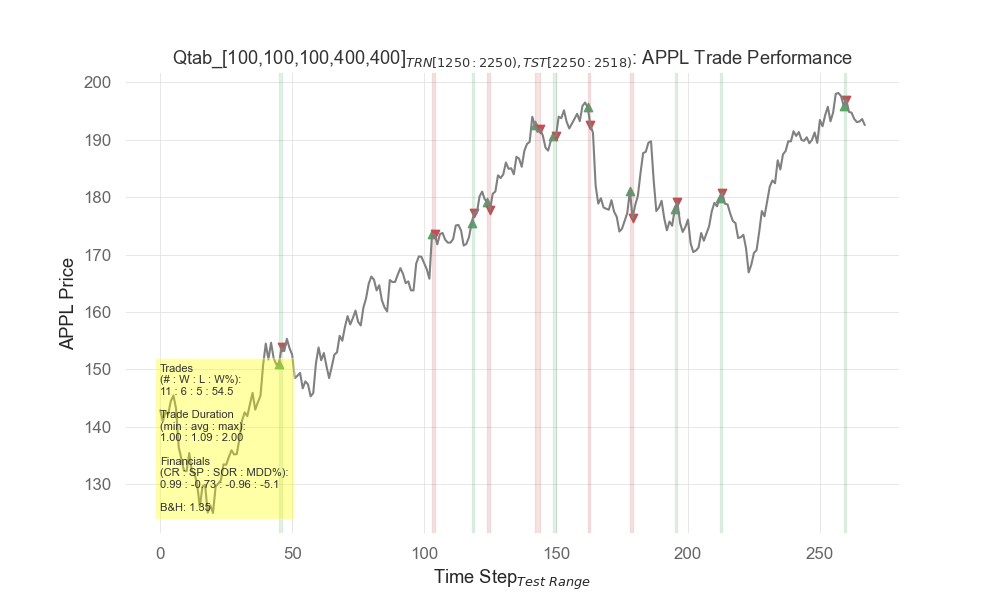 Qtab_[100,100,100,400,400]TRN[1250:2250),TST[2250:2518): APPL Trade Performance
200
190
180
170
160
150
140
130
APPL Price
Trades
(# : W : L : W%):
11 : 6 : 5 : 54.5
Trade Duration
(min : avg : max):
1.00 : 1.09 : 2.00
Financials
(CR : SP : SOR : MDD%):
0.99 : -0.73 : -0.96 : -5.1
B&H: 1.35
0 50 100 150 200 250
Time StepTest Range